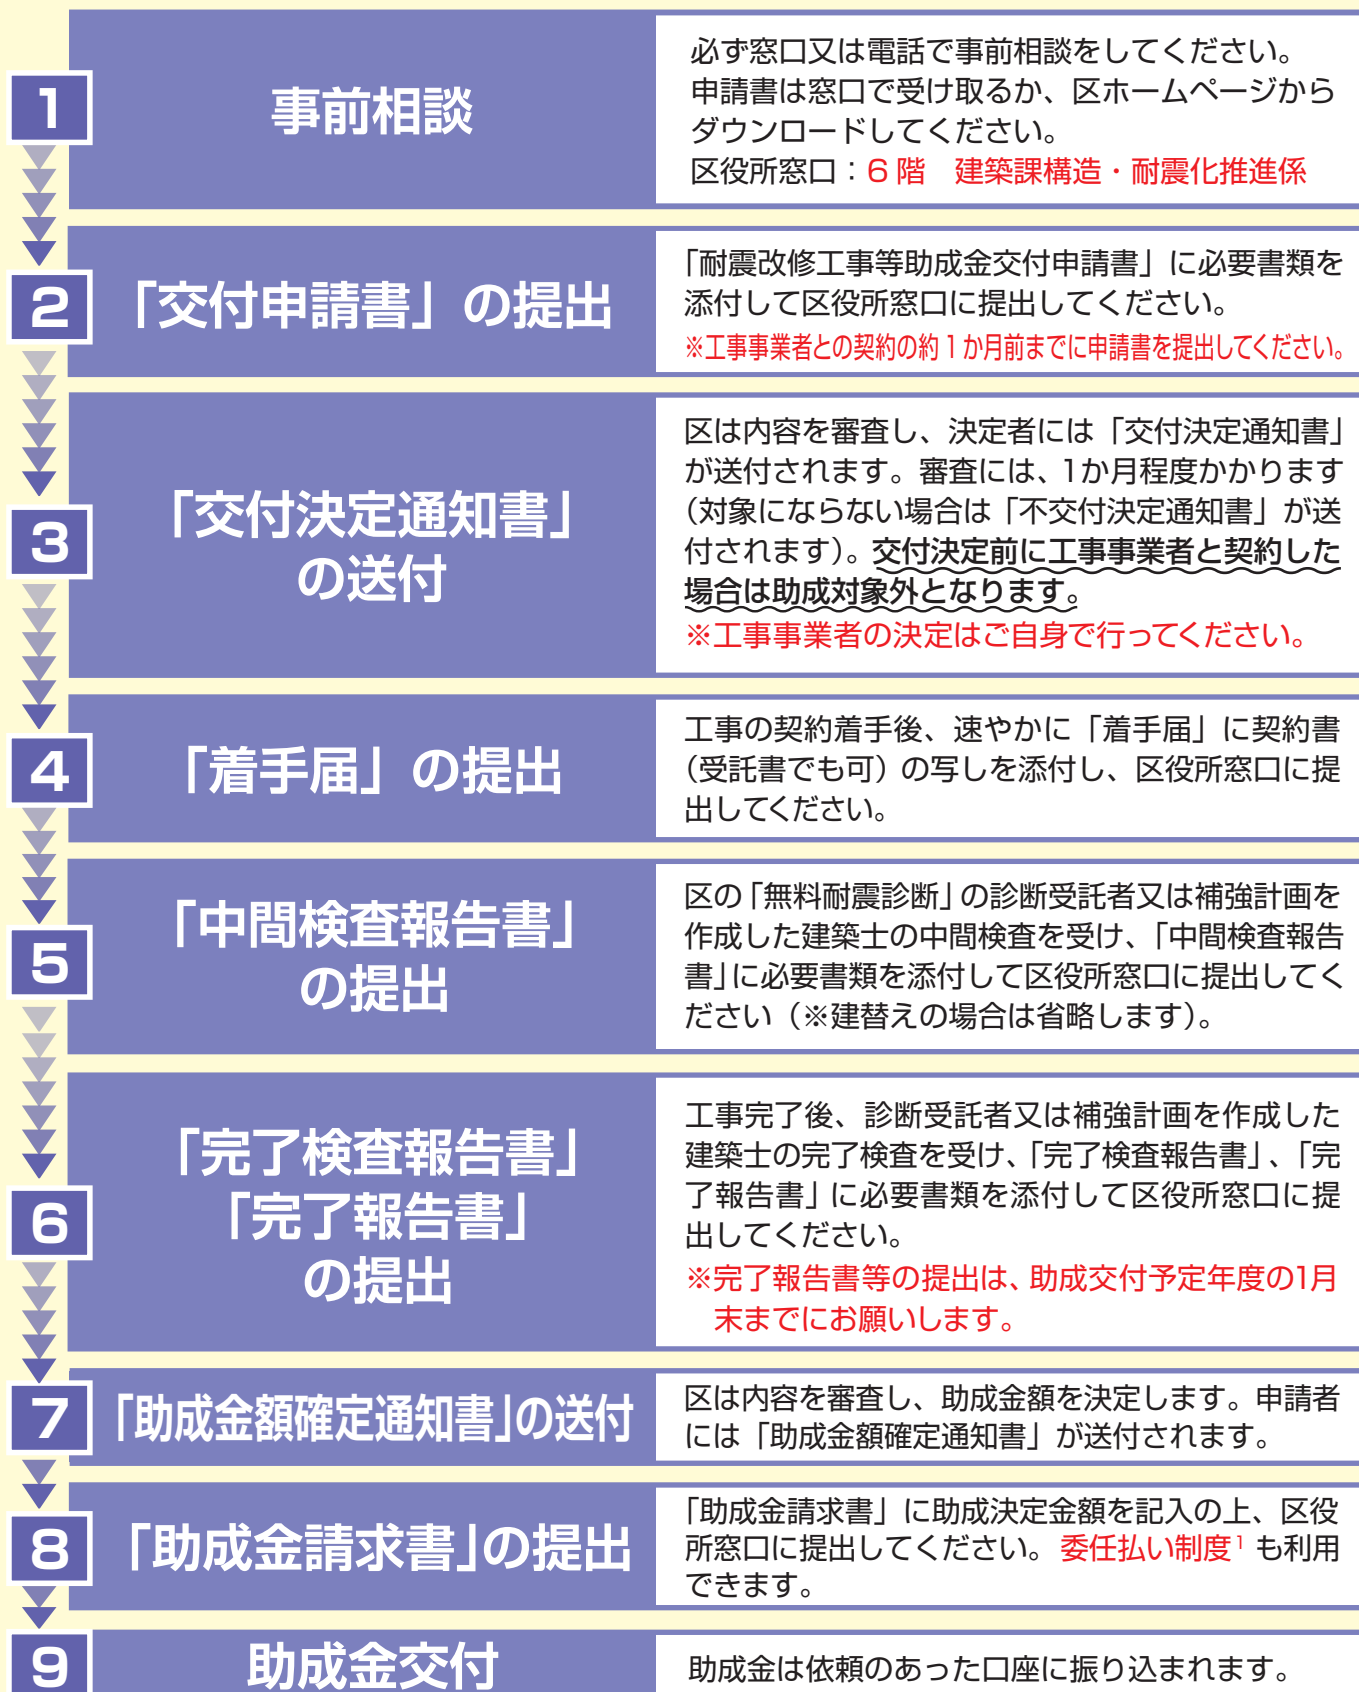 1
事前相談
必ず窓口又は電話で事前相談をしてください。
申請書は窓口で受け取るか、区ホームページから
ダウンロードしてください。
区役所窓口：6階　建築課構造・耐震化推進係
2
「交付申請書」の提出
「耐震改修工事等助成金交付申請書」に必要書類を
添付して区役所窓口に提出してください。
※工事事業者との契約の約1か月前までに申請書を提出してください。
3
「交付決定通知書」
の送付
区は内容を審査し、決定者には「交付決定通知書」
が送付されます。審査には、1か月程度かかります
（対象にならない場合は「不交付決定通知書」が送
付されます）。交付決定前に工事事業者と契約した
場合は助成対象外となります。
※工事事業者の決定はご自身で行ってください。
4
「着手届」の提出
工事の契約着手後、速やかに「着手届」に契約書
（受託書でも可）の写しを添付し、区役所窓口に提
出してください。
5
「中間検査報告書」
の提出
区の「無料耐震診断」の診断受託者又は補強計画を
作成した建築士の中間検査を受け、「中間検査報告
書」に必要書類を添付して区役所窓口に提出してく
ださい（※建替えの場合は省略します）。
6
「完了検査報告書」
「完了報告書」
の提出
工事完了後、診断受託者又は補強計画を作成した
建築士の完了検査を受け、「完了検査報告書」、「完
了報告書」に必要書類を添付して区役所窓口に提
出してください。
※完了報告書等の提出は、助成交付予定年度の1月
末までにお願いします。
7
「助成金額確定通知書」の送付
区は内容を審査し、助成金額を決定します。申請者
には「助成金額確定通知書」が送付されます。
8
「助成金請求書」の提出
「助成金請求書」に助成決定金額を記入の上、区役
所窓口に提出してください。委任払い制度¹も利用
できます。
9
助成金交付
助成金は依頼のあった口座に振り込まれます。